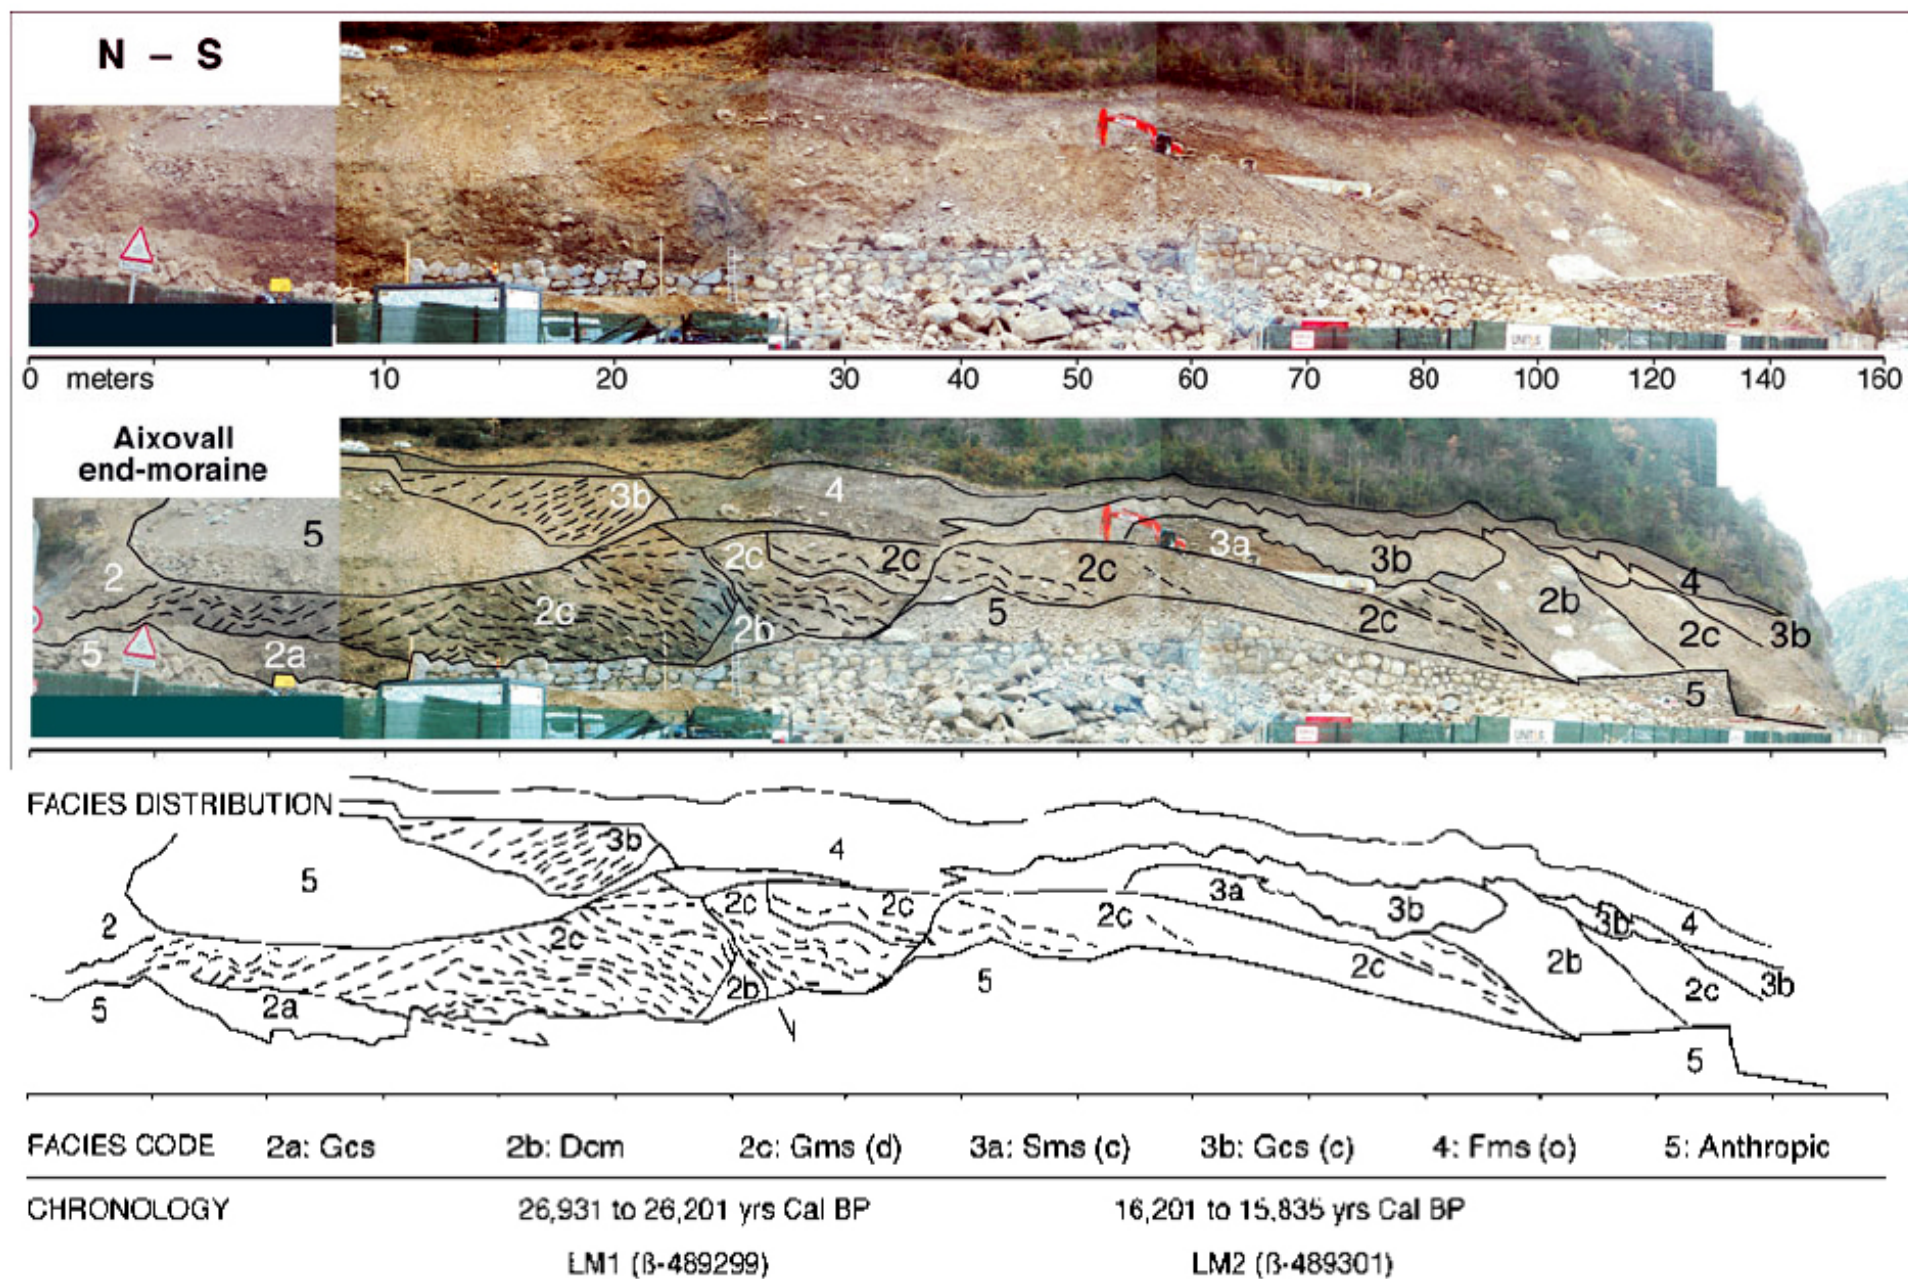 N – S
0 meters 10 20 30 40 50 60 70 80 100 120 140 160
Aixovall
end-moraine
3b 4
5 2c 2c 2c 3a 3b
2 2c 5 2b 4
5 2a 2b 2c 2c 3b
5
FACIES DISTRIBUTION
3b 4
5 2c 2c 3a 3b 3b 4
2 2c 2c 2b
5 2a 2b 5 2c 2c 3b
5
FACIES CODE 2a: Gcs 2b: Dcm 2c: Gms (d) 3a: Sms (c) 3b: Gcs (c) 4: Fms (o) 5: Anthropic
CHRONOLOGY 26,931 to 26,201 yrs Cal BP 16,201 to 15,835 yrs Cal BP
LM1 (ß-489299) LM2 (ß-489301)